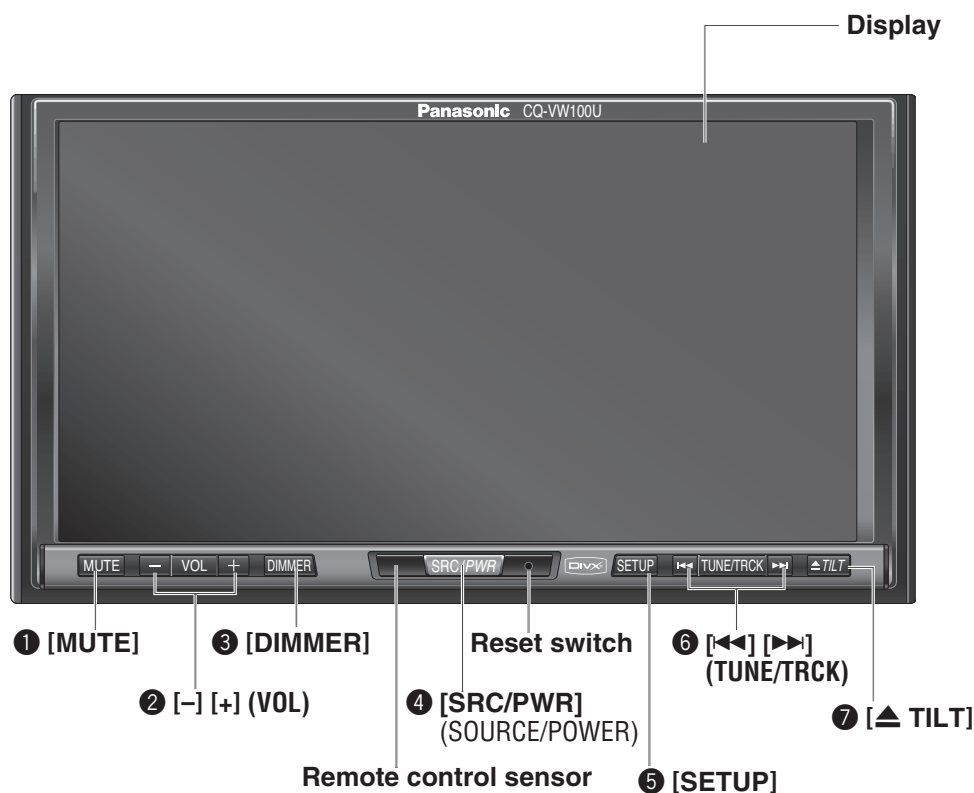 Display
Panasonic CQ-VW100U
MUTE − VOL + DIMMER SRC/PWR DIVX SETUP ⏮ TUNE/TRCK ⏭ ⏏TILT
❶ [MUTE]
❸ [DIMMER]
Reset switch
❻ [⏮] [⏭]
(TUNE/TRCK)
❷ [–] [+] (VOL)
❹ [SRC/PWR]
(SOURCE/POWER)
❼ [⏏ TILT]
Remote control sensor
❺ [SETUP]